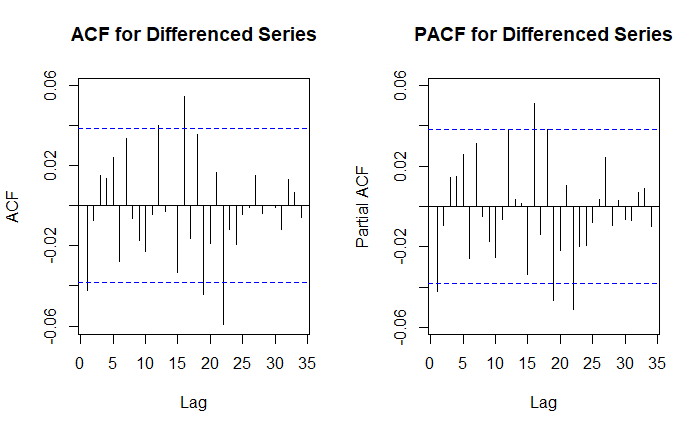 ACF for Differenced Series
ACF
0.06
0.02
-0.02
-0.06
0 5 10 15 20 25 30 35
Lag
PACF for Differenced Series
Partial ACF
0.06
0.02
-0.02
-0.06
0 5 10 15 20 25 30 35
Lag